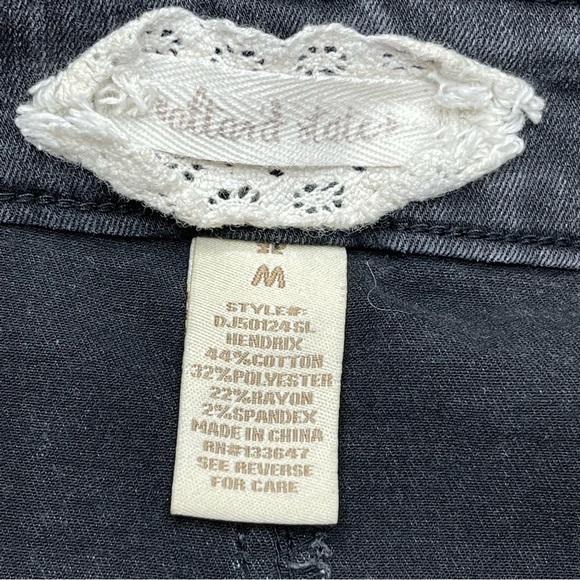 M
STYLE#:
DJ50124SL
HENDRIX
44%COTTON
32%POLYESTER
22%RAYON
2%SPANDEX
MADE IN CHINA
RN#133647
SEE REVERSE
FOR CARE